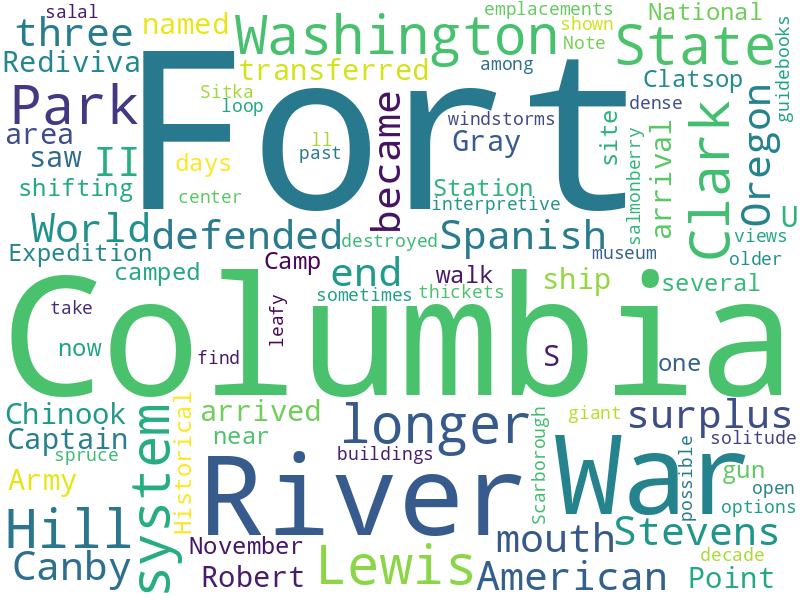 salal
named
emplacements
National
three
Washington
State
shown
Note
guidebooks
Rediviva
transferred
among
Clatsop
Park
Fort
Sitka
loop
dense
area
ll
became
windstorms
Gray
site
Clark
Oregon
saw
II
days
past
salmonberry
arrival
shifting
center
Station
interpretive
U
World
defended
destroyed
Spanish
views
Expedition
museum
older
camped
Camp
end
walk
ship
several
sometimes
thickets
Columbia
take
leafy
now
find
S
one
Chinook
system
Historical
arrived
longer
Scarborough
giant
surplus
Captain
near
solitude
spruce
buildings
River
War
possible
gun
Army
open
options
Hill
November
mouth
Stevens
Canby
Robert
Lewis
American
decade
Point